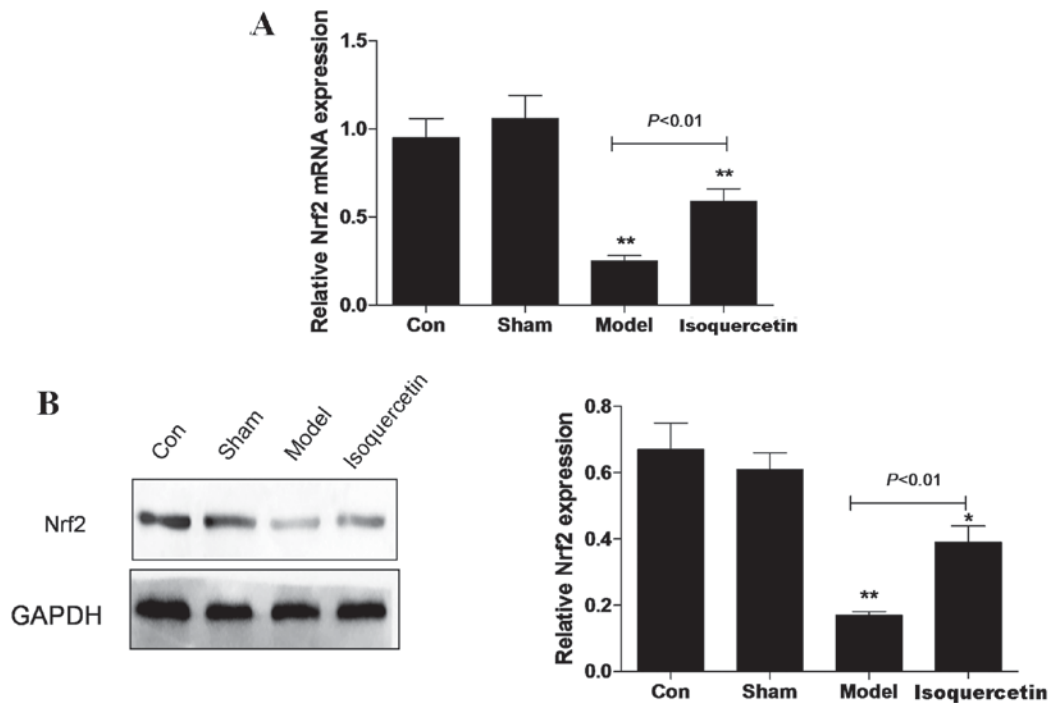 A
Relative Nrf2 mRNA expression
1.5
1.0
0.5
0.0
P<0.01
**
**
Con Sham Model Isoquercetin
B
Con Sham Model Isoquercetin
Nrf2
GAPDH
Relative Nrf2 expression
0.8
0.6
0.4
0.2
0.0
P<0.01
*
**
Con Sham Model Isoquercetin